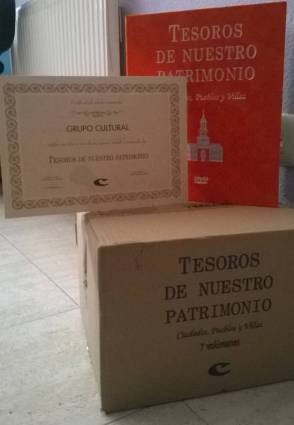 TESOROS
DE NUESTRO
PATRIMONIO
Ciudades, Pueblos y Villas
GRUPO CULTURAL
TESOROS DE NUESTRO PATRIMONIO
C
TESOROS
DE NUESTRO
PATRIMONIO
Ciudades, Pueblos y Villas
7 volúmenes
C